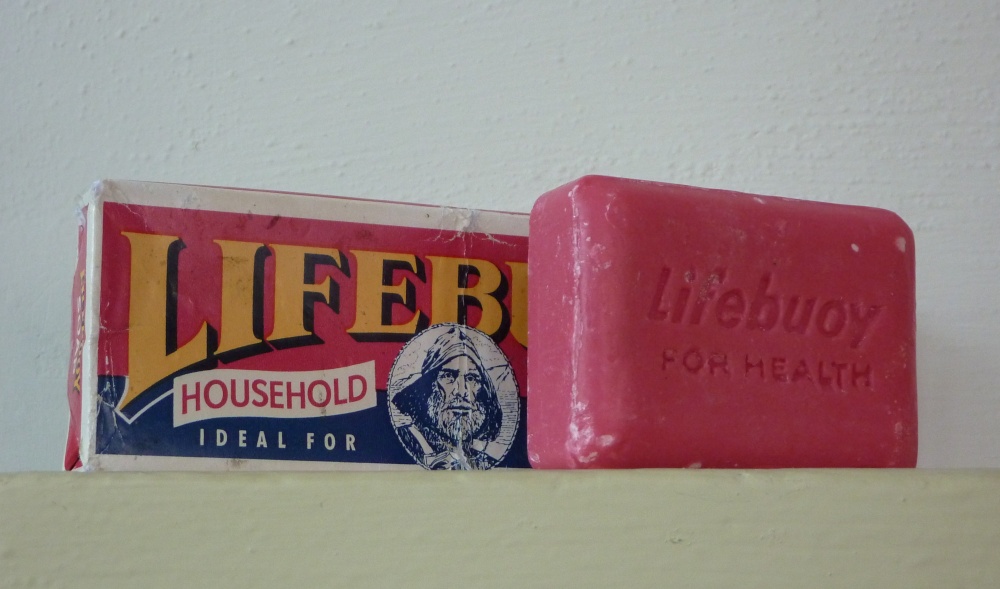 LIFEBU
HOUSEHOLD
IDEAL FOR
Lifebuoy
FOR HEALTH